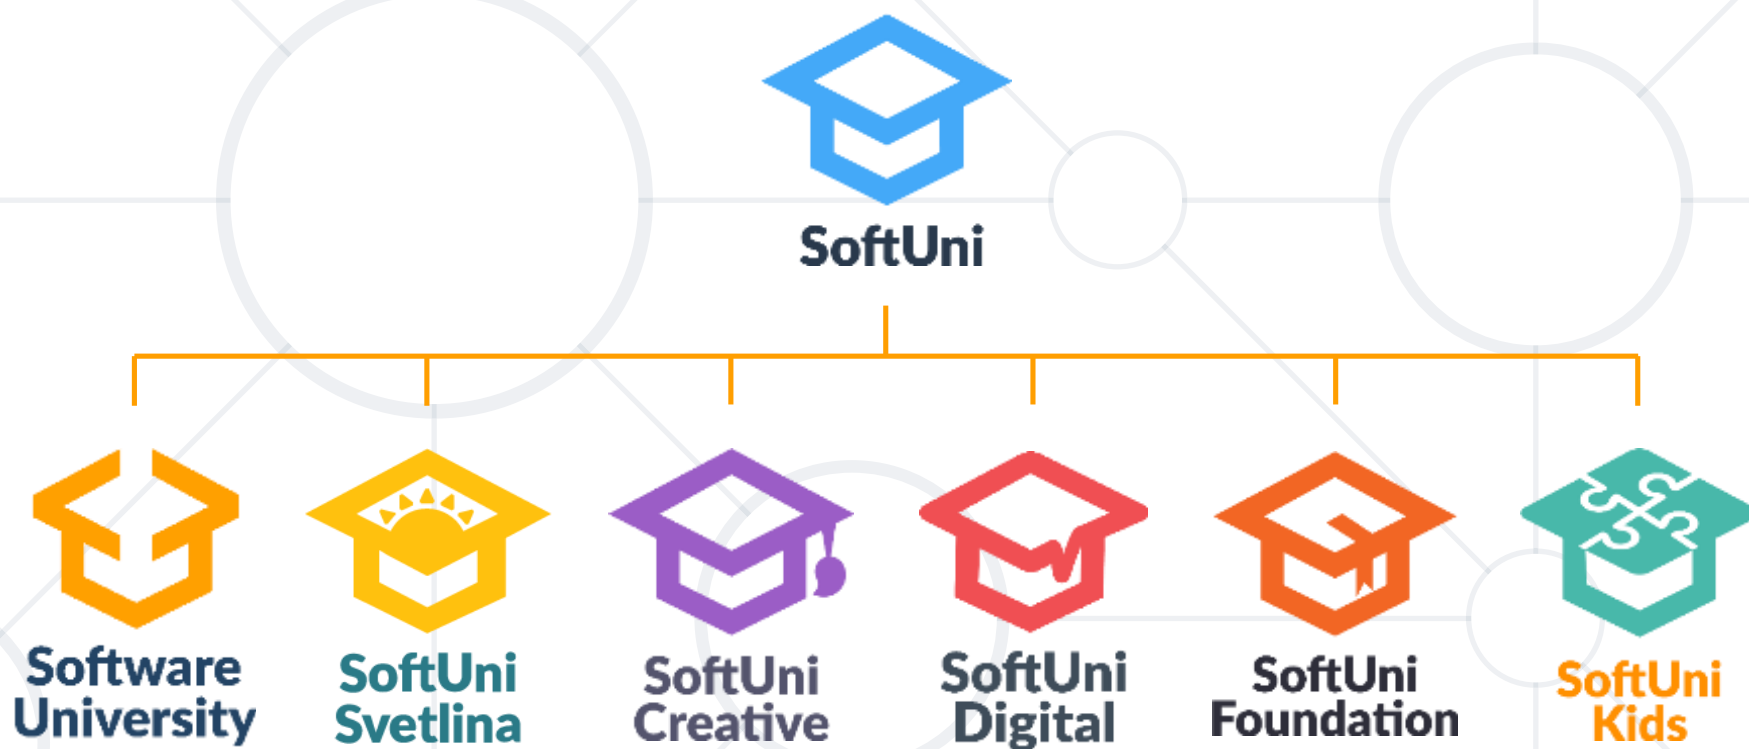 SoftUni
Software
University
SoftUni
Svetlina
SoftUni
Creative
SoftUni
Digital
SoftUni
Foundation
SoftUni
Kids